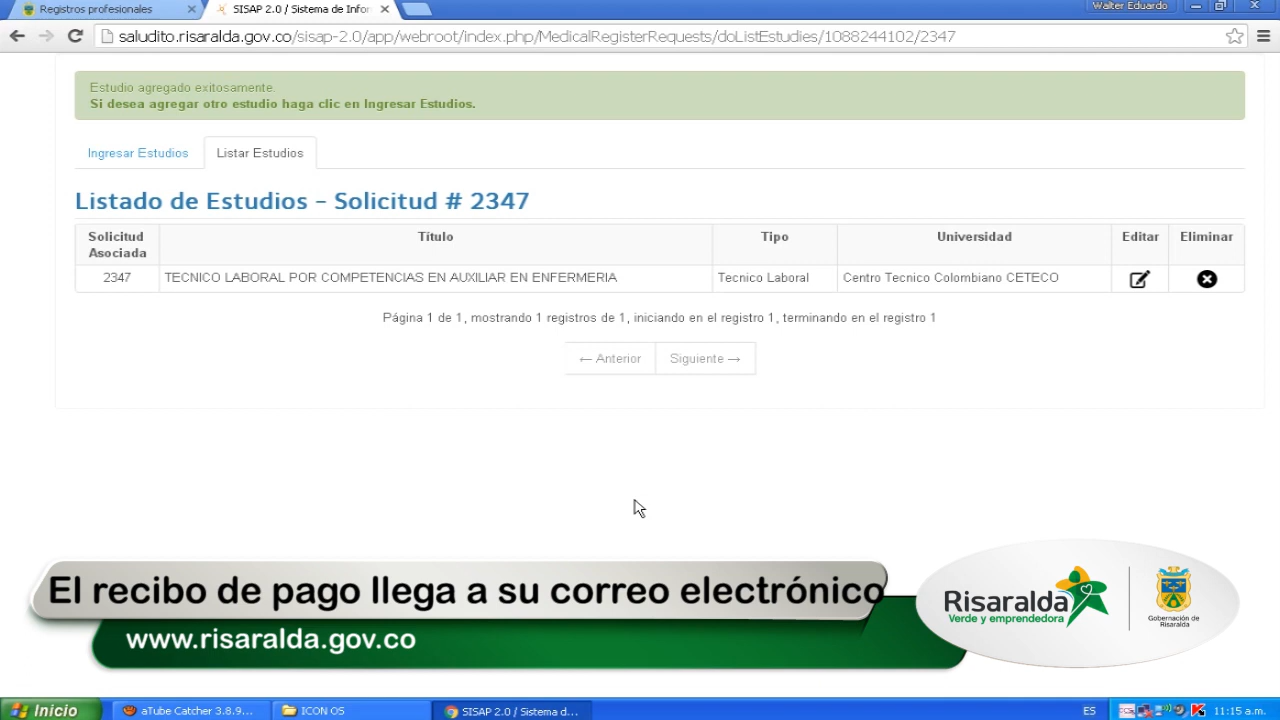 Registros profesionales
SISAP 2.0 / Sistema de Infor
Walter Eduardo
saludito.risaralda.gov.co/sisap-2.0/app/webroot/index.php/MedicalRegisterRequests/doListEstudies/1088244102/2347
Estudio agregado exitosamente.
Si desea agregar otro estudio haga clic en Ingresar Estudios.
Ingresar Estudios
Listar Estudios
Listado de Estudios - Solicitud # 2347
Solicitud Asociada Título Tipo Universidad Editar Eliminar
2347 TECNICO LABORAL POR COMPETENCIAS EN AUXILIAR EN ENFERMERIA Tecnico Laboral Centro Tecnico Colombiano CETECO
Página 1 de 1, mostrando 1 registros de 1, iniciando en el registro 1, terminando en el registro 1
← Anterior
Siguiente →
El recibo de pago llega a su correo electrónico
www.risaralda.gov.co
Risaralda
Verde y emprendedora
Gobernación de
Risaralda
Inicio
aTube Catcher 3.8.9...
ICON OS
SISAP 2.0 / Sistema d...
ES
11:15 a.m.